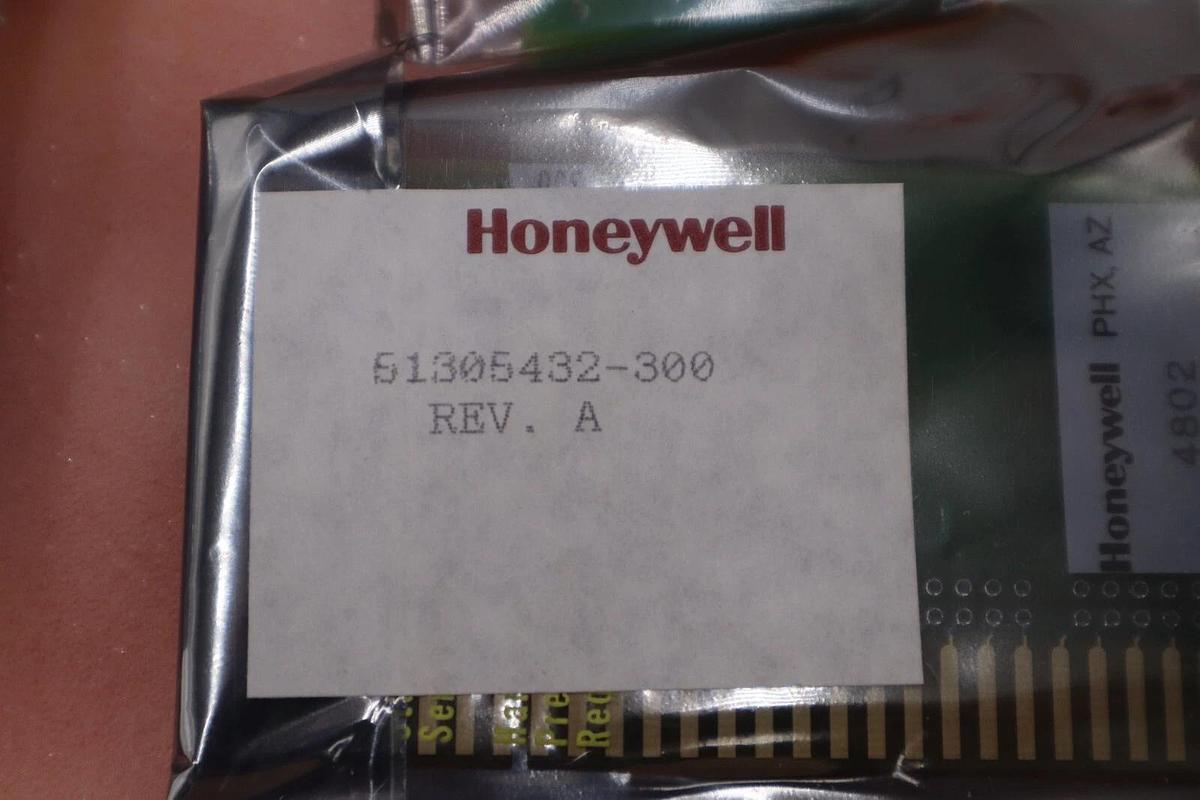 Honeywell
51305432-300
REV. A
Honeywell PHX, AZ
4802